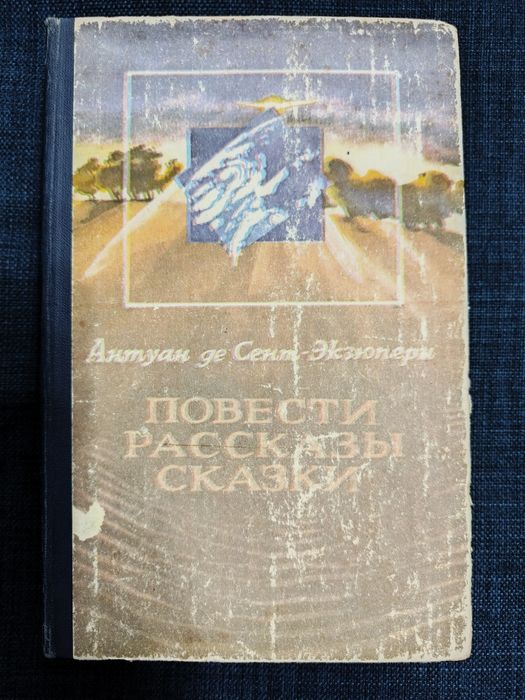 Антуан де Сент-Экзюпери
ПОВЕСТИ
РАССКАЗЫ
СКАЗКИ